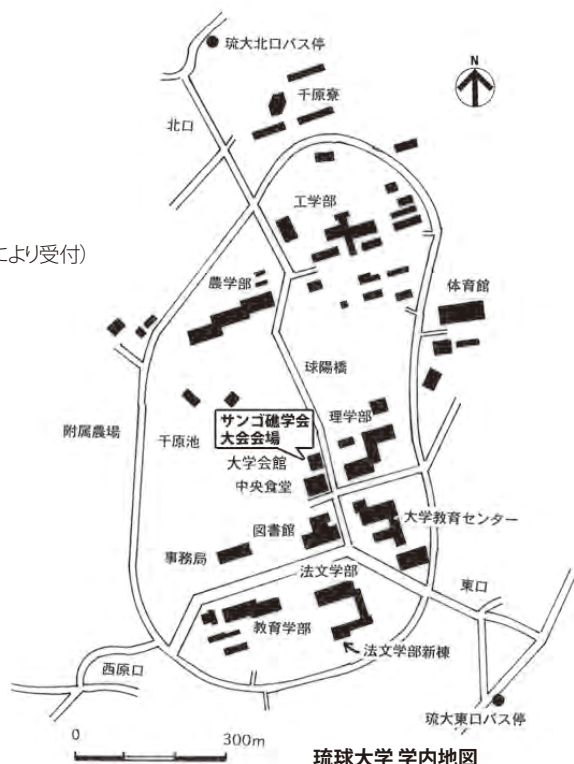 琉大北口バス停
N
千原寮
北口
工学部
により受付)
農学部
体育館
球陽橋
サンゴ礁学会
大会会場
理学部
附属農場
千原池
大学会館
中央食堂
大学教育センター
図書館
事務局
法文学部
東口
教育学部
法文学部新棟
西原口
琉大東口バス停
0 300m
琉球大学 学内地図